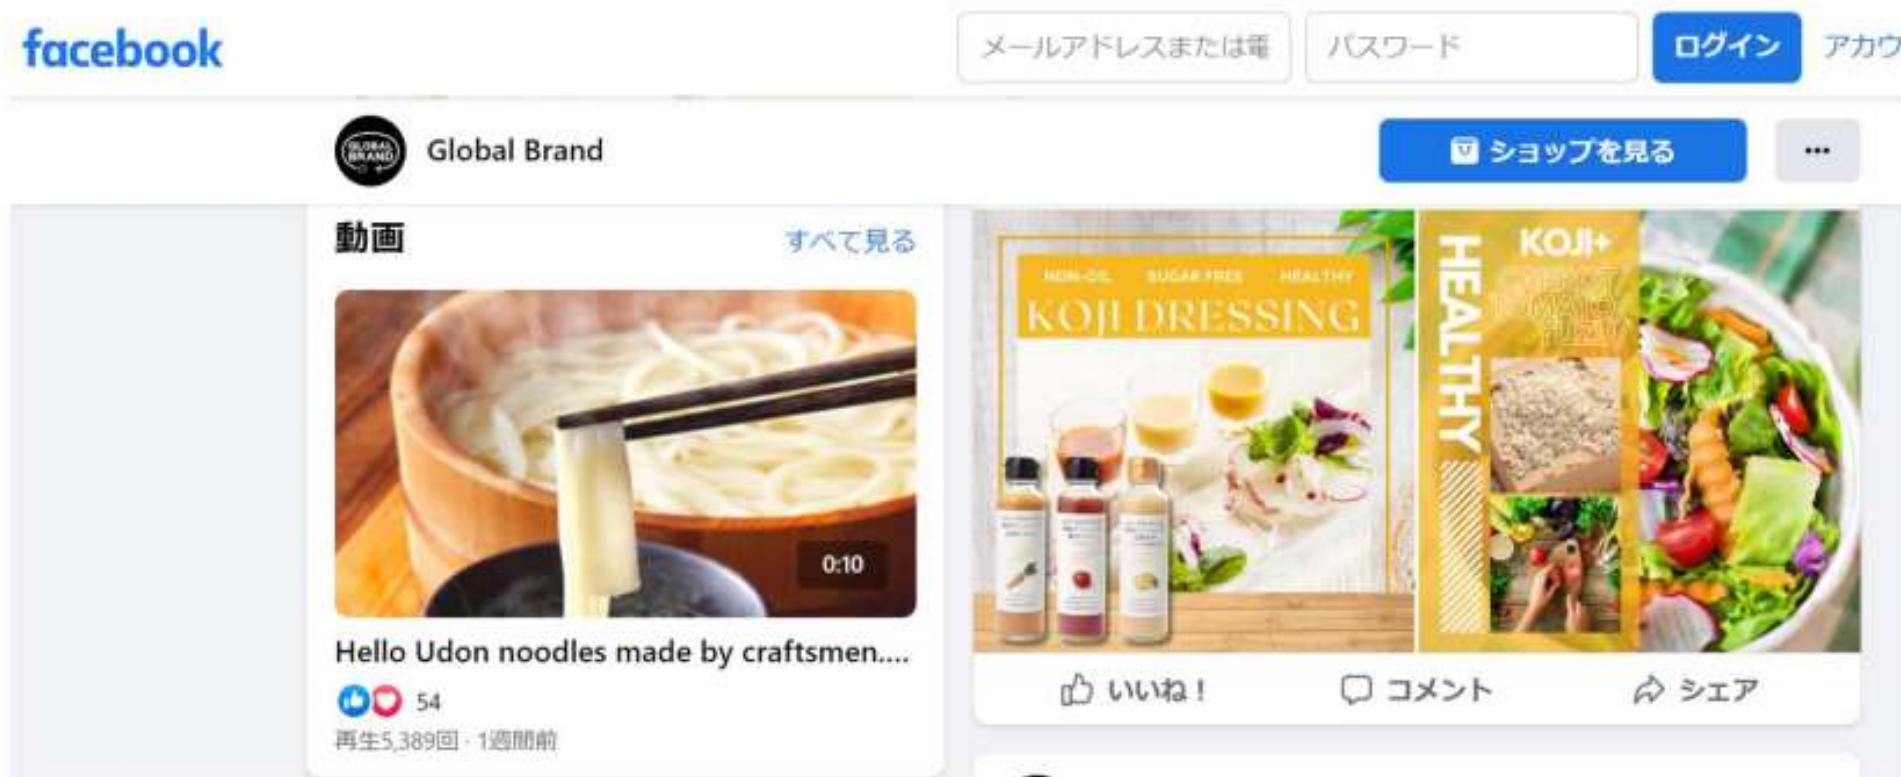 facebook
メールアドレスまたは電
パスワード
ログイン
アカウ
GLOBAL
BRAND
Global Brand
ショップを見る
動画
すべて見る
0:10
Hello Udon noodles made by craftsmen....
54
再生5,389回 · 1週間前
NON-OIL SUGAR FREE HEALTHY
KOJI DRESSING
HEALTHY
KOJI+
いいね！
コメント
シェア